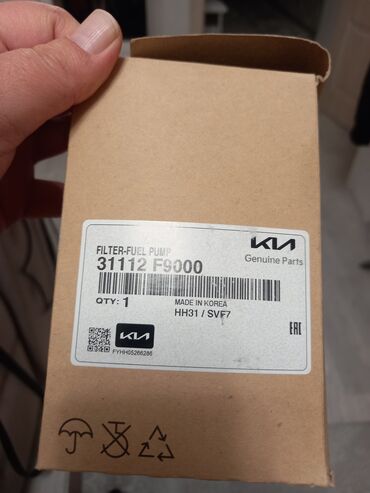 FILTER-FUEL PUMP
31112 F9000
KIA
Genuine Parts
QTY: 1
MADE IN KOREA
HH31 / SVF7
KIA
FYHH05266286
EAC